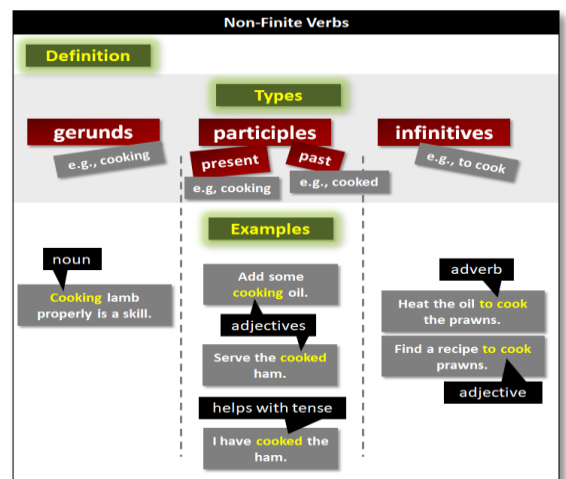 Non-Finite Verbs
Definition
Types
gerunds
e.g., cooking
participles
present
past
e.g, cooking
e.g., cooked
infinitives
e.g., to cook
Examples
noun
Cooking lamb
properly is a skill.
Add some
cooking oil.
adjectives
Serve the cooked
ham.
helps with tense
I have cooked the
ham.
adverb
Heat the oil to cook
the prawns.
Find a recipe to cook
prawns.
adjective